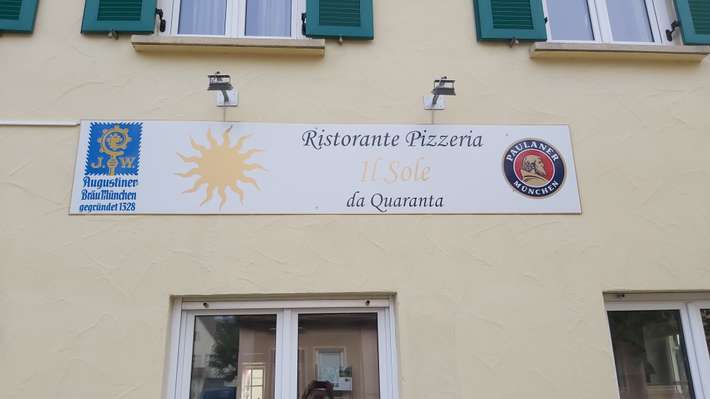 J. W.
Augustiner
Bräu München
gegründet 1328
Ristorante Pizzeria
Il Sole
da Quaranta
PAULANER
MÜNCHEN